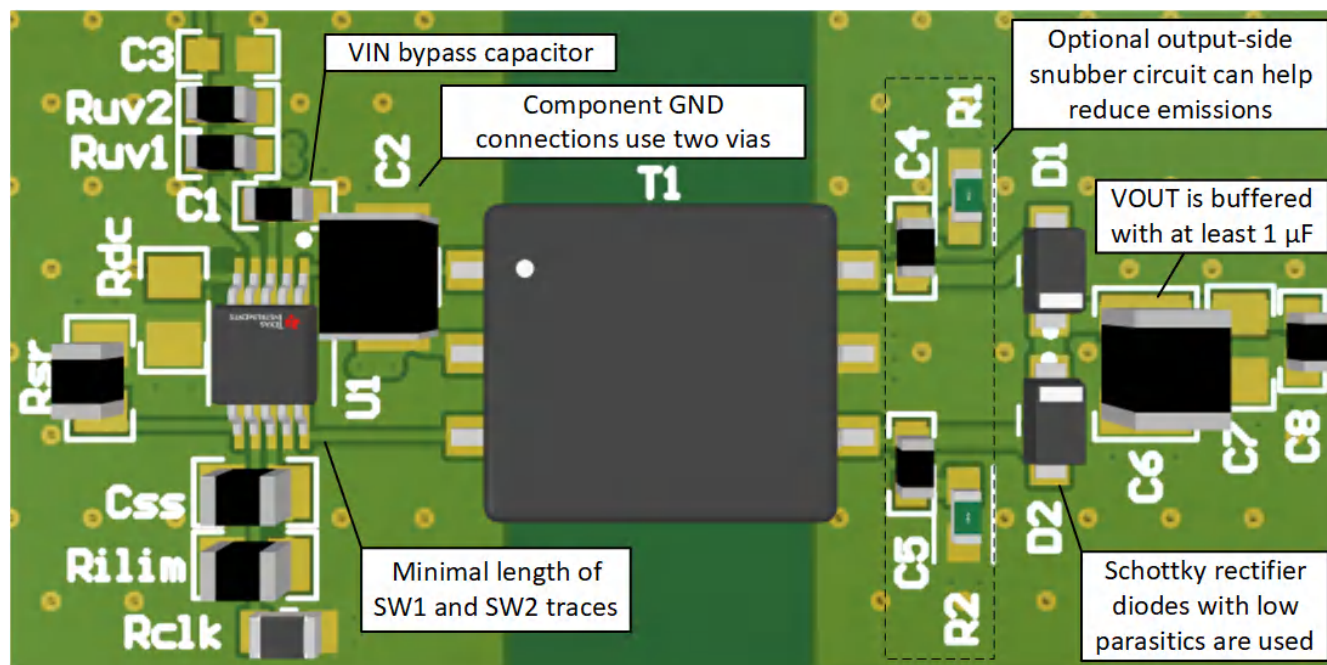 C3
Ruv2
Ruv1
C1
Rdc
Rsr
VIN bypass capacitor
Component GND
connections use two vias
C2
T1
U1
TEXAS
INSTRUMENTS
Css
Rilim
Rclk
Minimal length of
SW1 and SW2 traces
Optional output-side
snubber circuit can help
reduce emissions
C4
R1
D1
VOUT is buffered
with at least 1 µF
C5
R2
D2
C6
C7
C8
Schottky rectifier
diodes with low
parasitics are used